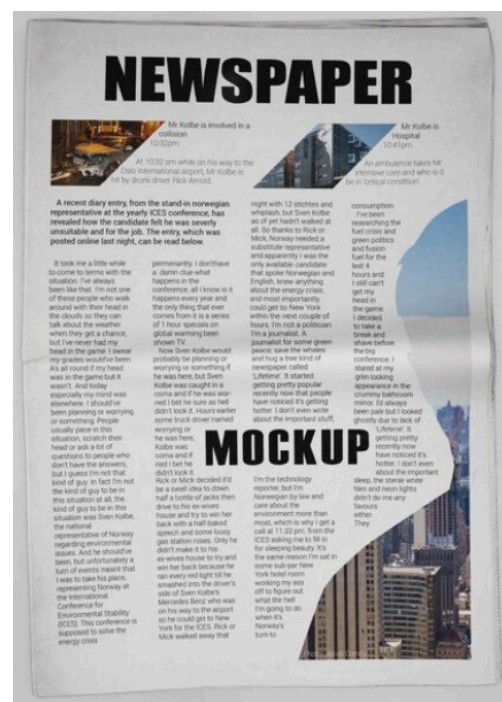 NEWSPAPER
Mr Kolbe is involved in a
collision
10:32pm
At 10:32 am while on his way to the
Oslo international airport, Mr Kolbe is
hit by drunk driver Rick Arnold.
Mr Kolbe is
Hospital
10:41pm
An ambulance takes Mr
intensive care and who is d
be in 'critical condition'.
A recent diary entry, from the stand-in norwegian
representative at the yearly ICES conference, has
revealed how the candidate felt he was severly
unsuitable and for the job. The entry, which was
posted online last night, can be read below.
It took me a little while
to come to terms with the
situation. I've always
been like that. I'm not one
of these people who walk
around with their head in
the clouds so they can
talk about the weather
when they get a chance,
but I've never had my
head in the game. I swear
my grades would've been
A's all round if my head
was in the game but it
wasn't. And today
especially my mind was
elsewhere. I should've
been planning or worrying
or something. People
usually pace in this
situation, scratch their
head or ask a lot of
questions to people who
don't have the answers,
but I guess I'm not that
kind of guy. In fact I'm not
the kind of guy to be in
this situation at all, the
kind of guy to be in this
situation was Sven Kolbe,
the national
representative of Norway
regarding environmental
issues. And he should've
been, but unfortunately a
turn of events meant that
I was to take his place,
representing Norway at
the International
Conference for
Environmental Stability
(ICES). This conference is
supposed to solve the
energy crisis
permenantly. I don'thave
a damn clue what
happens in the
conference, all I know is it
happens every year and
the only thing that ever
comes from it is a series
of 1 hour specials on
global warming been
shown TV.
Now Sven Kolbe would
probably be planning or
worrying or something if
he was here, but Sven
Kolbe was caught in a
coma and if he was wor-
ried I bet he sure as hell
didn't look it. Hours earlier
some truck driver named
worrying or
he was here,
Kolbe was
coma and if
ried I bet he
didn't look it.
Rick or Mick decided it'd
be a swell idea to down
half a bottle of jacks then
drive to his ex wives
house and try to win her
back with a half-baked
speech and some lousy
gas station roses. Only he
didn't make it to his
ex-wives house to try and
win her back because he
ran every red light till he
smashed into the driver's
side of Sven Kolbe's
Mercedes Benz who was
on his way to the airport
so he could get to New
York for the ICES. Rick or
Mick walked away that
night with 12 stichtes and
whiplash, but Sven Kolbe
as of yet hadn't walked at
all. So thanks to Rick or
Mick, Norway needed a
substitute representative
and apparently I was the
only available candidate
that spoke Norwegian and
English, knew anything
about the energy crisis,
and most importantly,
could get to New York
within the next couple of
hours. I'm not a politician
I'm a journalist. A
journalist for some green
peace, save the whales
and hug a tree kind of
newspaper called
'Lifetime'. It started
getting pretty popular
recently now that people
have noticed it's getting
hotter. I don't even write
about the important stuff,
MOCKUP
I'm the technology
reporter, but I'm
Norwegian by law and
care about the
environment more than
most, which is why I get a
call at 11:32 pm. from the
ICES asking me to fill in
for sleeping beauty. It's
the same reason I'm sat in
some sub-par New
York hotel room
working my ass
off to figure out
what the hell
I'm going to do
when it's
Norway's
turn to
consumption.
I've been
researching the
fuel crisis and
green politics
and fusion
fuel for the
last 4
hours and
I still can't
get my
head in
the game.
I decided
to take a
break and
shave before
the big
conference. I
stared at my
grim looking
appearance in the
crummy bathroom
mirror. I'd always
been pale but I looked
ghostly due to lack of
'Lifetime'. It
getting pretty
recently now
have noticed it's
hotter. I don't even
about the important
sleep, the stenie white
tiles and neon lights
didn't do me any
favours
either.
They